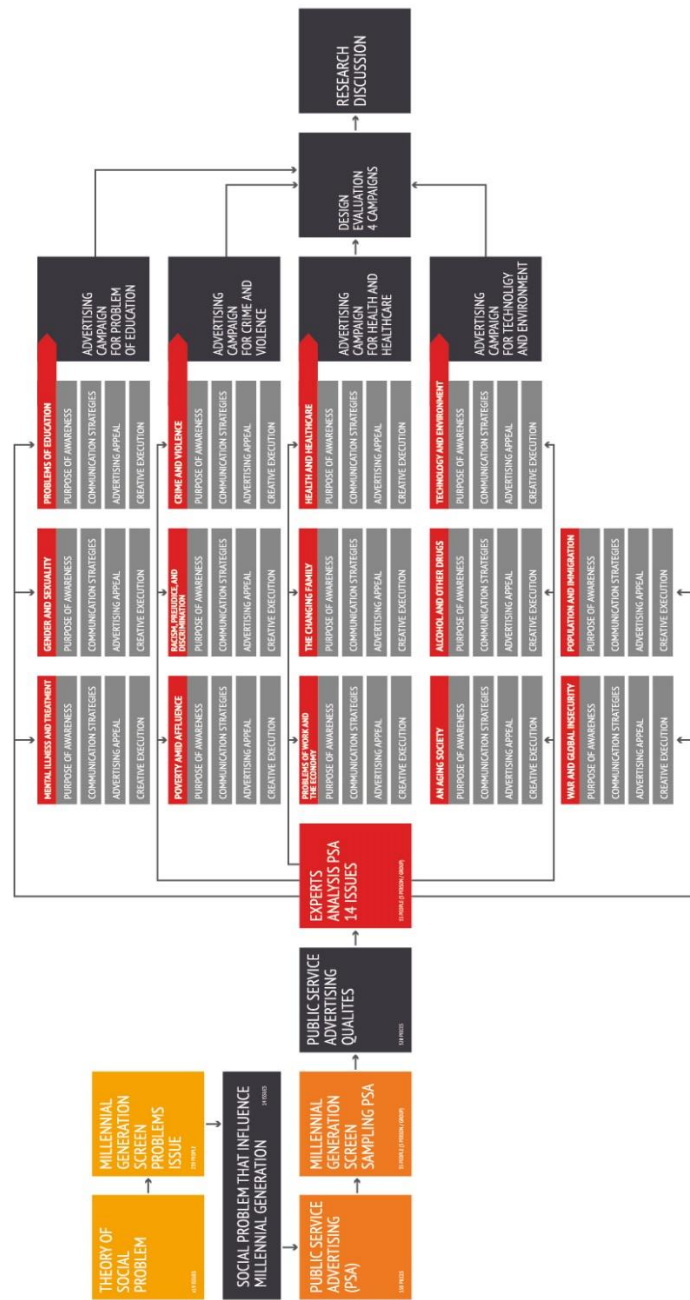 THEORY OF
SOCIAL
PROBLEM
MILLENNIAL
GENERATION
SCREEN
PROBLEMS
ISSUE
SOCIAL PROBLEM THAT INFLUENCE
MILLENNIAL GENERATION
14 ISSUES
PUBLIC SERVICE
ADVERTISING
(PSA)
MILLENNIAL
GENERATION
SCREEN
SAMPLING PSA
PUBLIC SERVICE
ADVERTISING
QUALITES
EXPERTS
ANALYSIS PSA
14 ISSUES
MENTAL ILLNESS AND TREATMENT
PURPOSE OF AWARENESS
COMMUNICATION STRATEGIES
ADVERTISING APPEAL
CREATIVE EXECUTION
GENDER AND SEXUALITY
PURPOSE OF AWARENESS
COMMUNICATION STRATEGIES
ADVERTISING APPEAL
CREATIVE EXECUTION
PROBLEMS OF EDUCATION
PURPOSE OF AWARENESS
COMMUNICATION STRATEGIES
ADVERTISING APPEAL
CREATIVE EXECUTION
ADVERTISING
CAMPAIGN
FOR PROBLEM
OF EDUCATION
POVERTY AMID AFFLUENCE
PURPOSE OF AWARENESS
COMMUNICATION STRATEGIES
ADVERTISING APPEAL
CREATIVE EXECUTION
RACISM, PREJUDICE, AND
DISCRIMINATION
PURPOSE OF AWARENESS
COMMUNICATION STRATEGIES
ADVERTISING APPEAL
CREATIVE EXECUTION
CRIME AND VIOLENCE
PURPOSE OF AWARENESS
COMMUNICATION STRATEGIES
ADVERTISING APPEAL
CREATIVE EXECUTION
ADVERTISING
CAMPAIGN
FOR CRIME AND
VIOLENCE
PROBLEMS OF WORK AND
THE ECONOMY
PURPOSE OF AWARENESS
COMMUNICATION STRATEGIES
ADVERTISING APPEAL
CREATIVE EXECUTION
THE CHANGING FAMILY
PURPOSE OF AWARENESS
COMMUNICATION STRATEGIES
ADVERTISING APPEAL
CREATIVE EXECUTION
HEALTH AND HEALTHCARE
PURPOSE OF AWARENESS
COMMUNICATION STRATEGIES
ADVERTISING APPEAL
CREATIVE EXECUTION
ADVERTISING
CAMPAIGN
FOR HEALTH AND
HEALTHCARE
AN AGING SOCIETY
PURPOSE OF AWARENESS
COMMUNICATION STRATEGIES
ADVERTISING APPEAL
CREATIVE EXECUTION
ALCOHOL AND OTHER DRUGS
PURPOSE OF AWARENESS
COMMUNICATION STRATEGIES
ADVERTISING APPEAL
CREATIVE EXECUTION
TECHNOLOGY AND ENVIRONMENT
PURPOSE OF AWARENESS
COMMUNICATION STRATEGIES
ADVERTISING APPEAL
CREATIVE EXECUTION
ADVERTISING
CAMPAIGN
FOR TECHNOLOGY
AND ENVIRONMENT
WAR AND GLOBAL INSECURITY
PURPOSE OF AWARENESS
COMMUNICATION STRATEGIES
ADVERTISING APPEAL
CREATIVE EXECUTION
POPULATION AND IMMIGRATION
PURPOSE OF AWARENESS
COMMUNICATION STRATEGIES
ADVERTISING APPEAL
CREATIVE EXECUTION
DESIGN
EVALUATION
4 CAMPAIGNS
RESEARCH
DISCUSSION